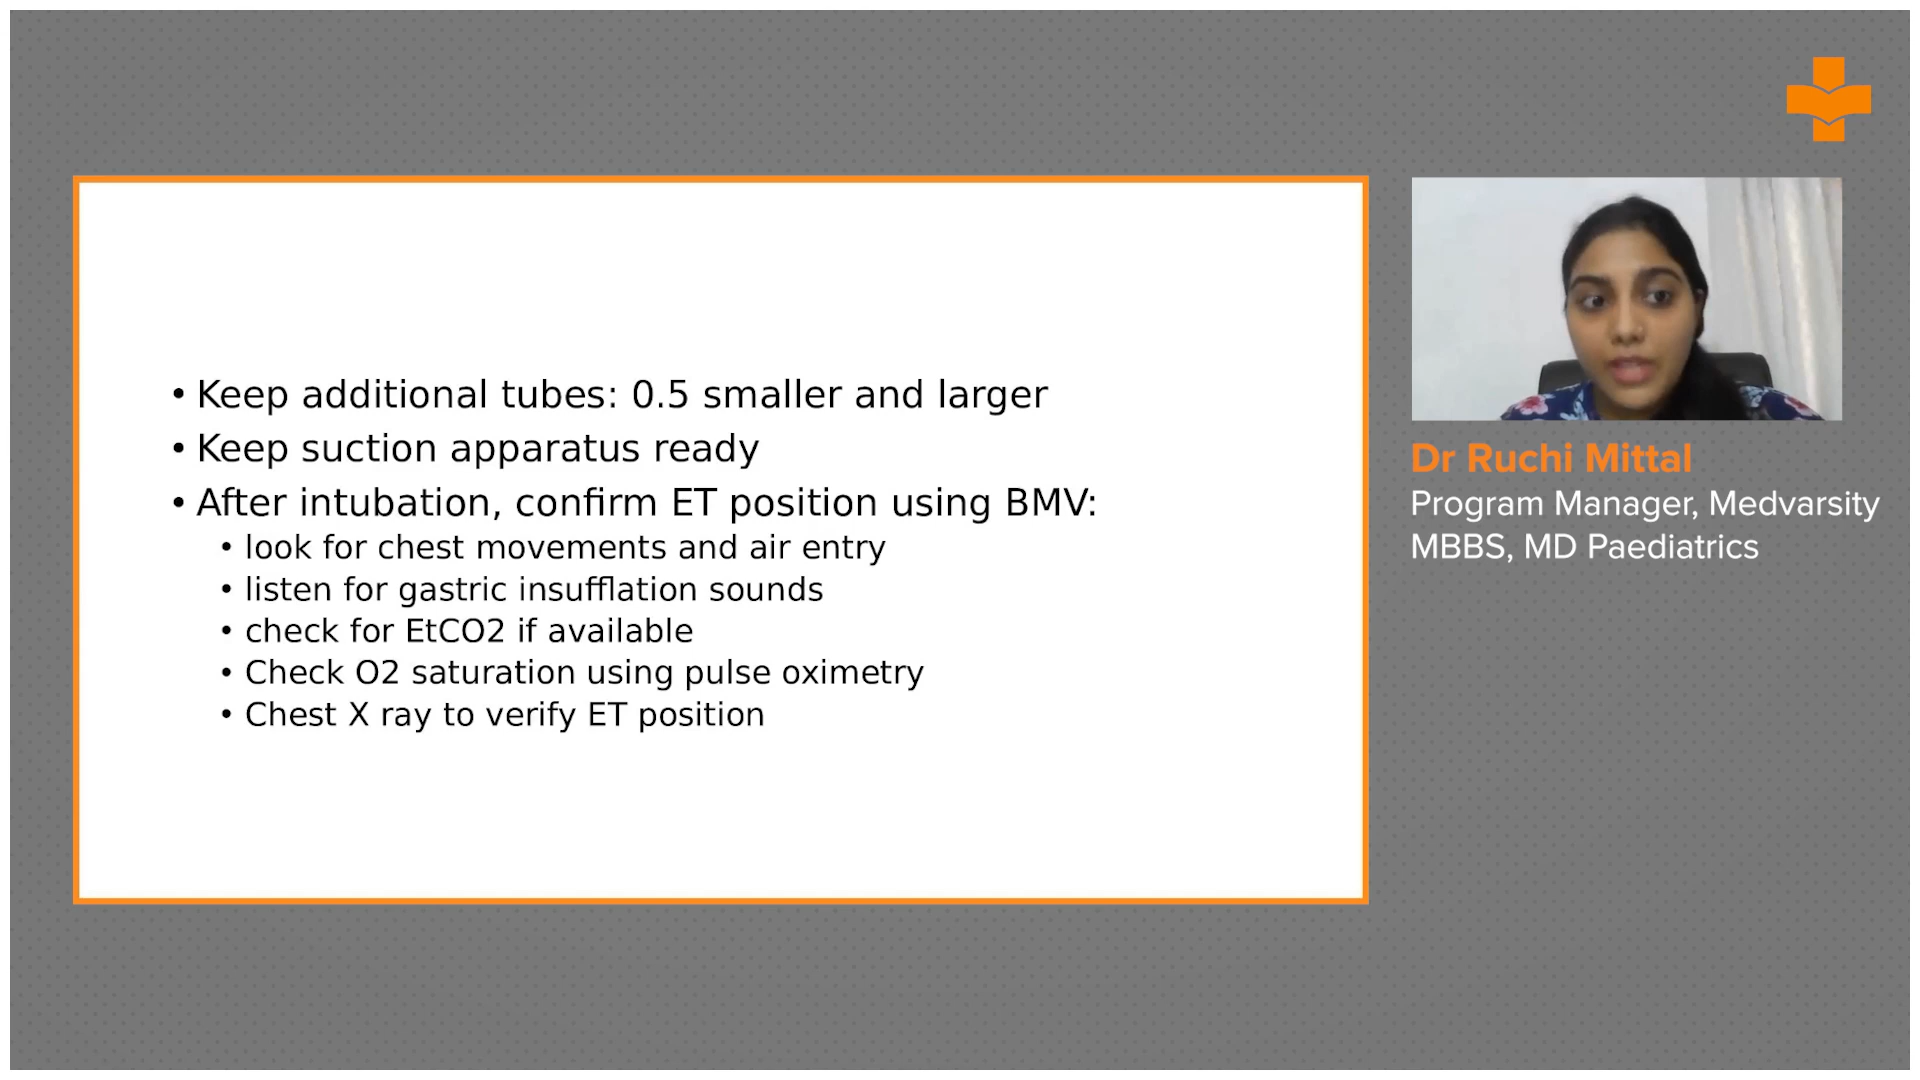 • Keep additional tubes: 0.5 smaller and larger
• Keep suction apparatus ready
• After intubation, confirm ET position using BMV:
• look for chest movements and air entry
• listen for gastric insufflation sounds
• check for EtCO2 if available
• Check O2 saturation using pulse oximetry
• Chest X ray to verify ET position
Dr Ruchi Mittal
Program Manager, Medvarsity
MBBS, MD Paediatrics